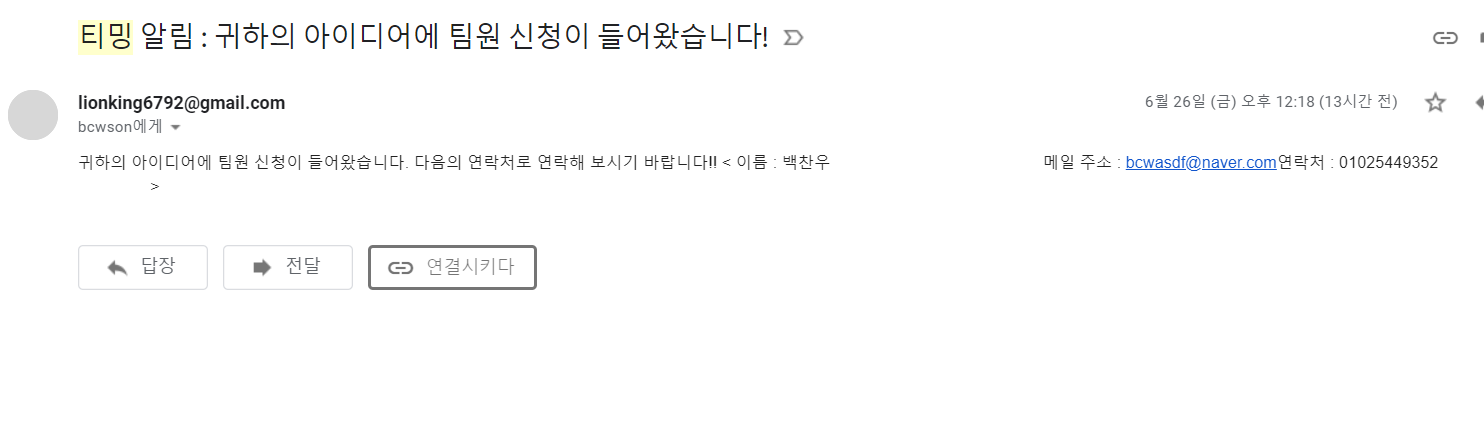 티밍 알림 : 귀하의 아이디어에 팀원 신청이 들어왔습니다!
lionking6792@gmail.com
6월 26일 (금) 오후 12:18 (13시간 전)
bcwson에게
귀하의 아이디어에 팀원 신청이 들어왔습니다. 다음의 연락처로 연락해 보시기 바랍니다!! < 이름 : 백찬우 메일 주소 : bcwasdf@naver.com연락처 : 01025449352
>
답장 전달 연결시키다